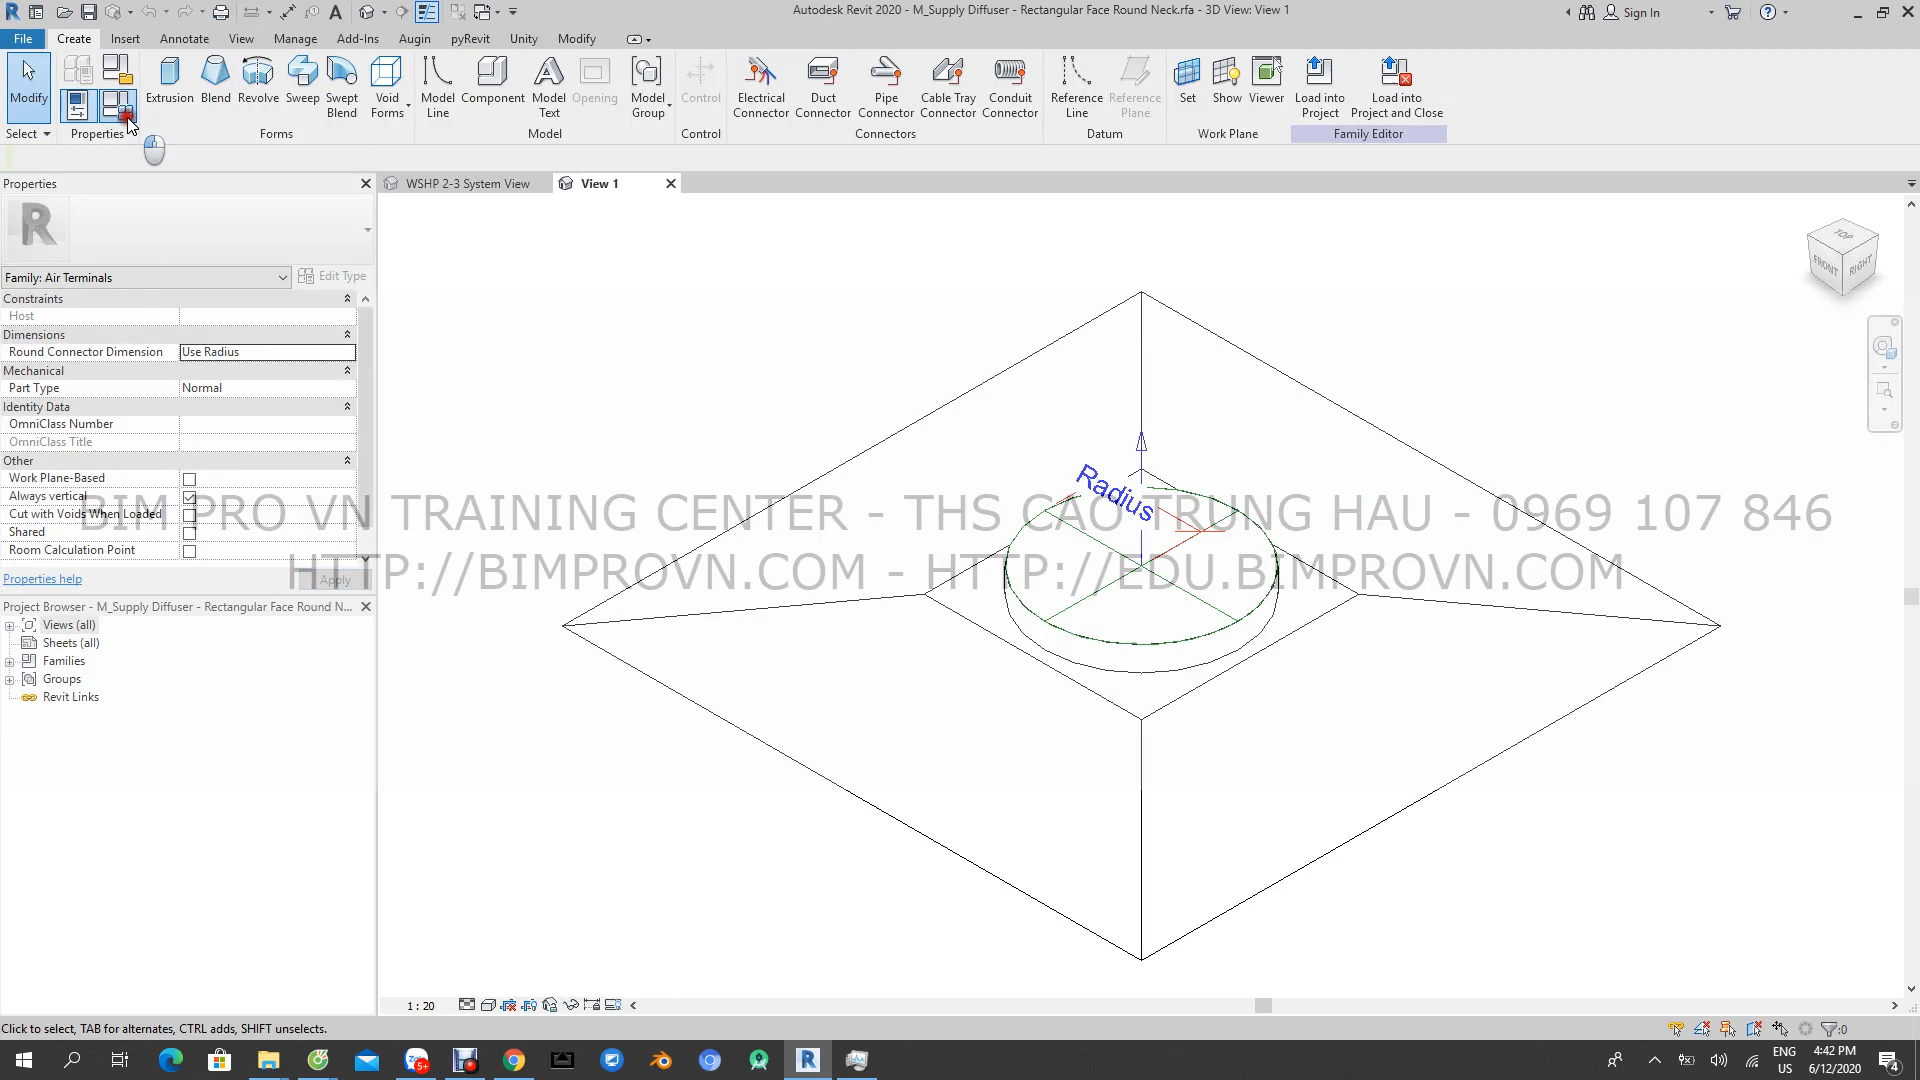 Autodesk Revit 2020 - M_Supply Diffuser - Rectangular Face Round Neck.rfa - 3D View: View 1
Sign In
File Create Insert Annotate View Manage Add-Ins Augin pyRevit Unity Modify
Modify
Extrusion Blend Revolve Sweep Swept Blend Void Forms
Model Line Component Model Text Opening Model Group Control
Electrical Connector Duct Connector Pipe Connector Cable Tray Connector Conduit Connector
Reference Line Reference Plane Set Show Viewer Load into Project Load into Project and Close
Select Properties Forms Model Control Connectors Datum Work Plane Family Editor
Properties
WSHP 2-3 System View
View 1
R
Family: Air Terminals
Edit Type
Constraints
Host
Dimensions
Round Connector Dimension Use Radius
Mechanical
Part Type Normal
Identity Data
OmniClass Number
OmniClass Title
Other
Work Plane-Based
Always vertical
Cut with Voids When Loaded
Shared
Room Calculation Point
Properties help
Apply
Project Browser - M_Supply Diffuser - Rectangular Face Round N...
Views (all)
Sheets (all)
Families
Groups
Revit Links
TOP
FRONT
RIGHT
Radius
BIM PRO VN TRAINING CENTER - THS CAO TRUNG HAU - 0969 107 846
HTTP://BIMPROVN.COM - HTTP://EDU.BIMPROVN.COM
1 : 20
Click to select, TAB for alternates, CTRL adds, SHIFT unselects.
:0
Zalo
5+
R
ENG
US
4:42 PM
6/12/2020
4